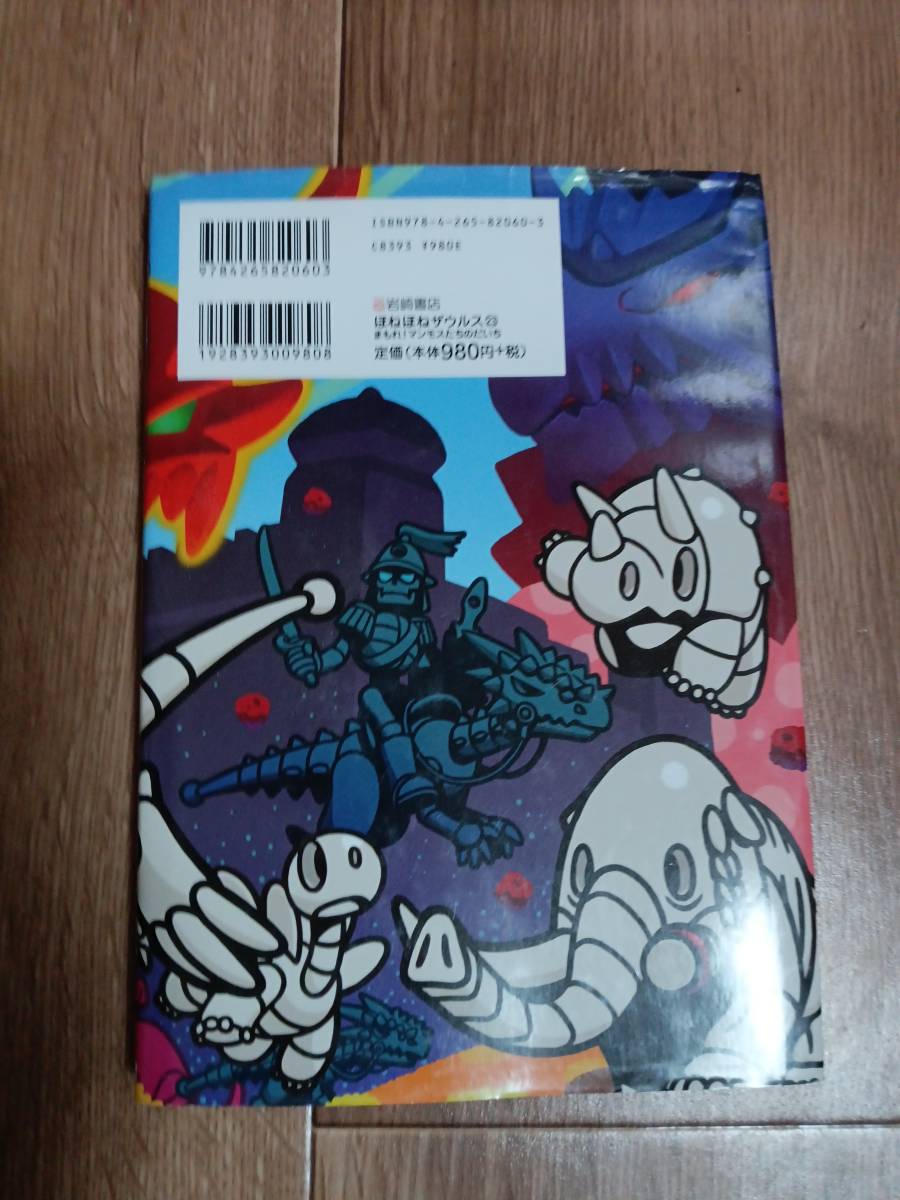 ISBN978-4-265-82060-3
C8393 ¥980E
9784265820603
1928393009808
岩崎書店
ほねほねザウルス㉓
まもれ！マンモスたちのだいち
定価（本体980円+税）